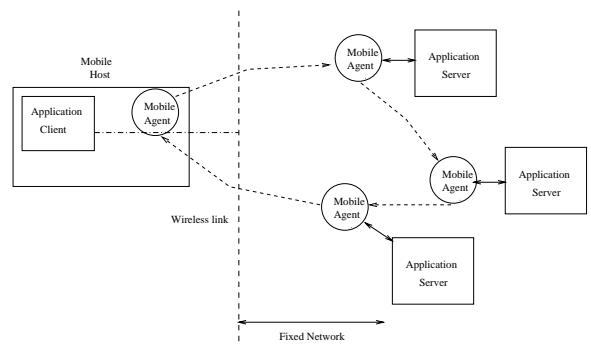 Mobile
Host
Application
Client
Mobile
Agent
Mobile
Agent
Application
Server
Mobile
Agent
Application
Server
Mobile
Agent
Application
Server
Wireless link
Fixed Network